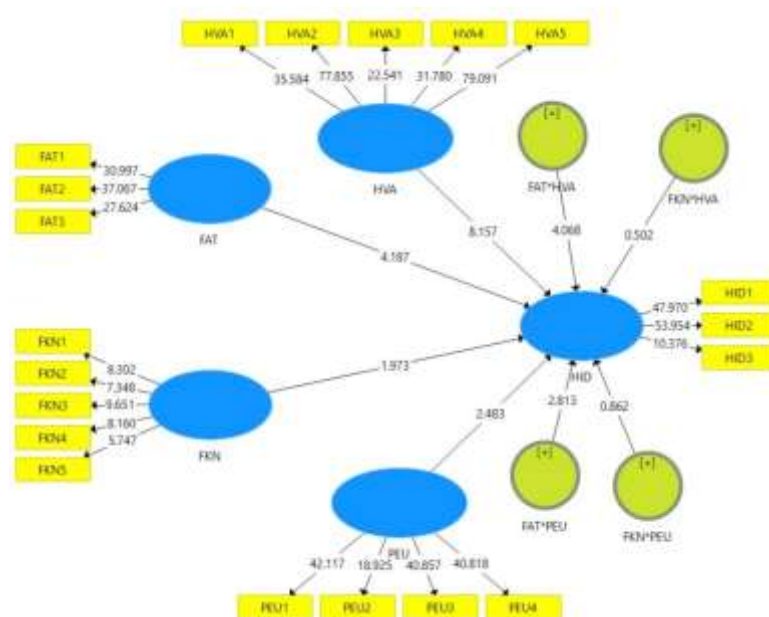 HVA1
HVA2
HVA3
HVA4
HVA5
35.584
77.855
22.541
31.780
79.091
HVA
[+]
FAT*HVA
[+]
FKN*HVA
FAT1
FAT2
FAT3
30.997
37.067
27.624
FAT
4.187
8.157
4.068
0.502
HID1
HID2
HID3
47.970
53.954
10.376
HID
FKN1
FKN2
FKN3
FKN4
FKN5
8.302
7.348
9.651
8.160
5.747
FKN
1.973
2.483
2.813
0.862
[+]
FAT*PEU
[+]
FKN*PEU
PEU
42.117
18.925
40.857
40.818
PEU1
PEU2
PEU3
PEU4